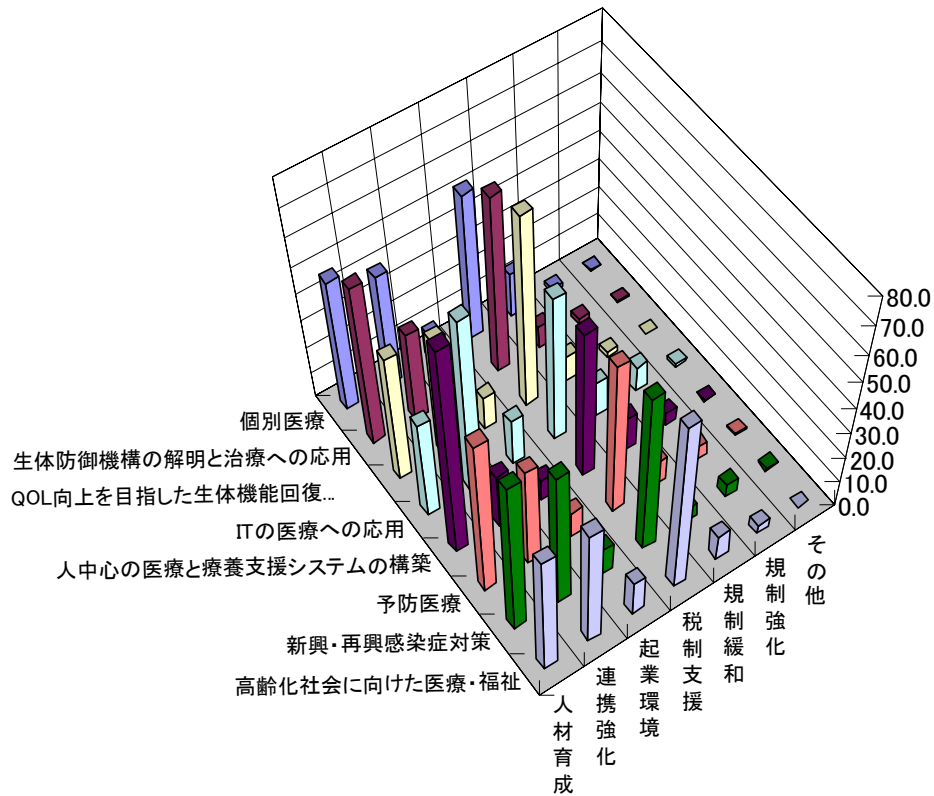 80.0
70.0
60.0
50.0
40.0
30.0
20.0
10.0
0.0
個別医療
生体防御機構の解明と治療への応用
QOL向上を目指した生体機能回復...
ITの医療への応用
人中心の医療と療養支援システムの構築
予防医療
新興・再興感染症対策
高齢化社会に向けた医療・福祉
人材育成
連携強化
起業環境
税制支援
規制緩和
規制強化
その他